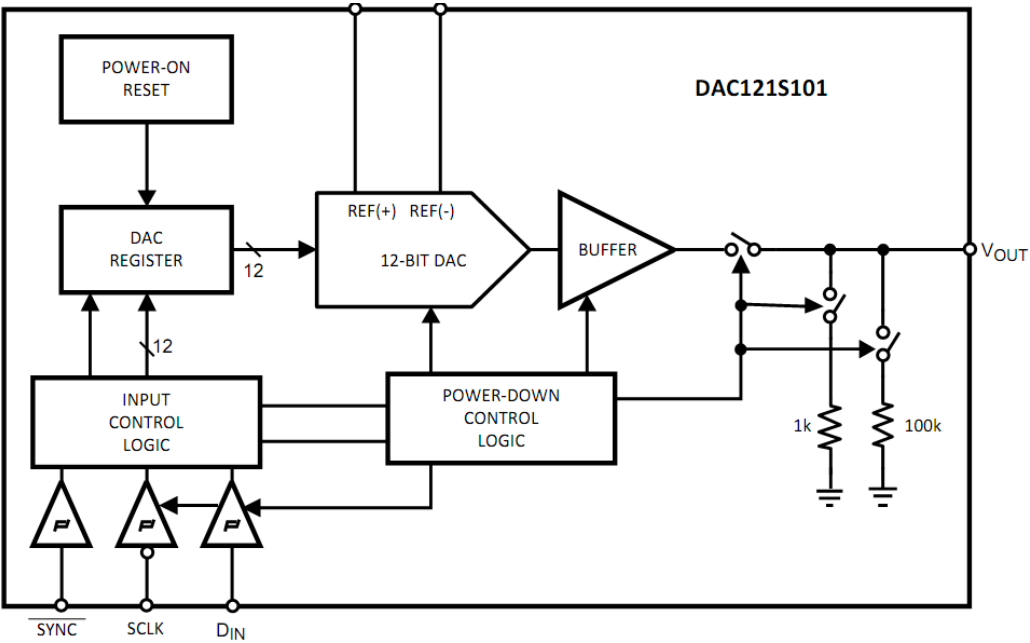 POWER-ON
RESET
DAC121S101
REF(+) REF(-)
DAC
REGISTER
12
12-BIT DAC
BUFFER
VOUT
12
INPUT
CONTROL
LOGIC
POWER-DOWN
CONTROL
LOGIC
1k
100k
SYNC
SCLK
DIN